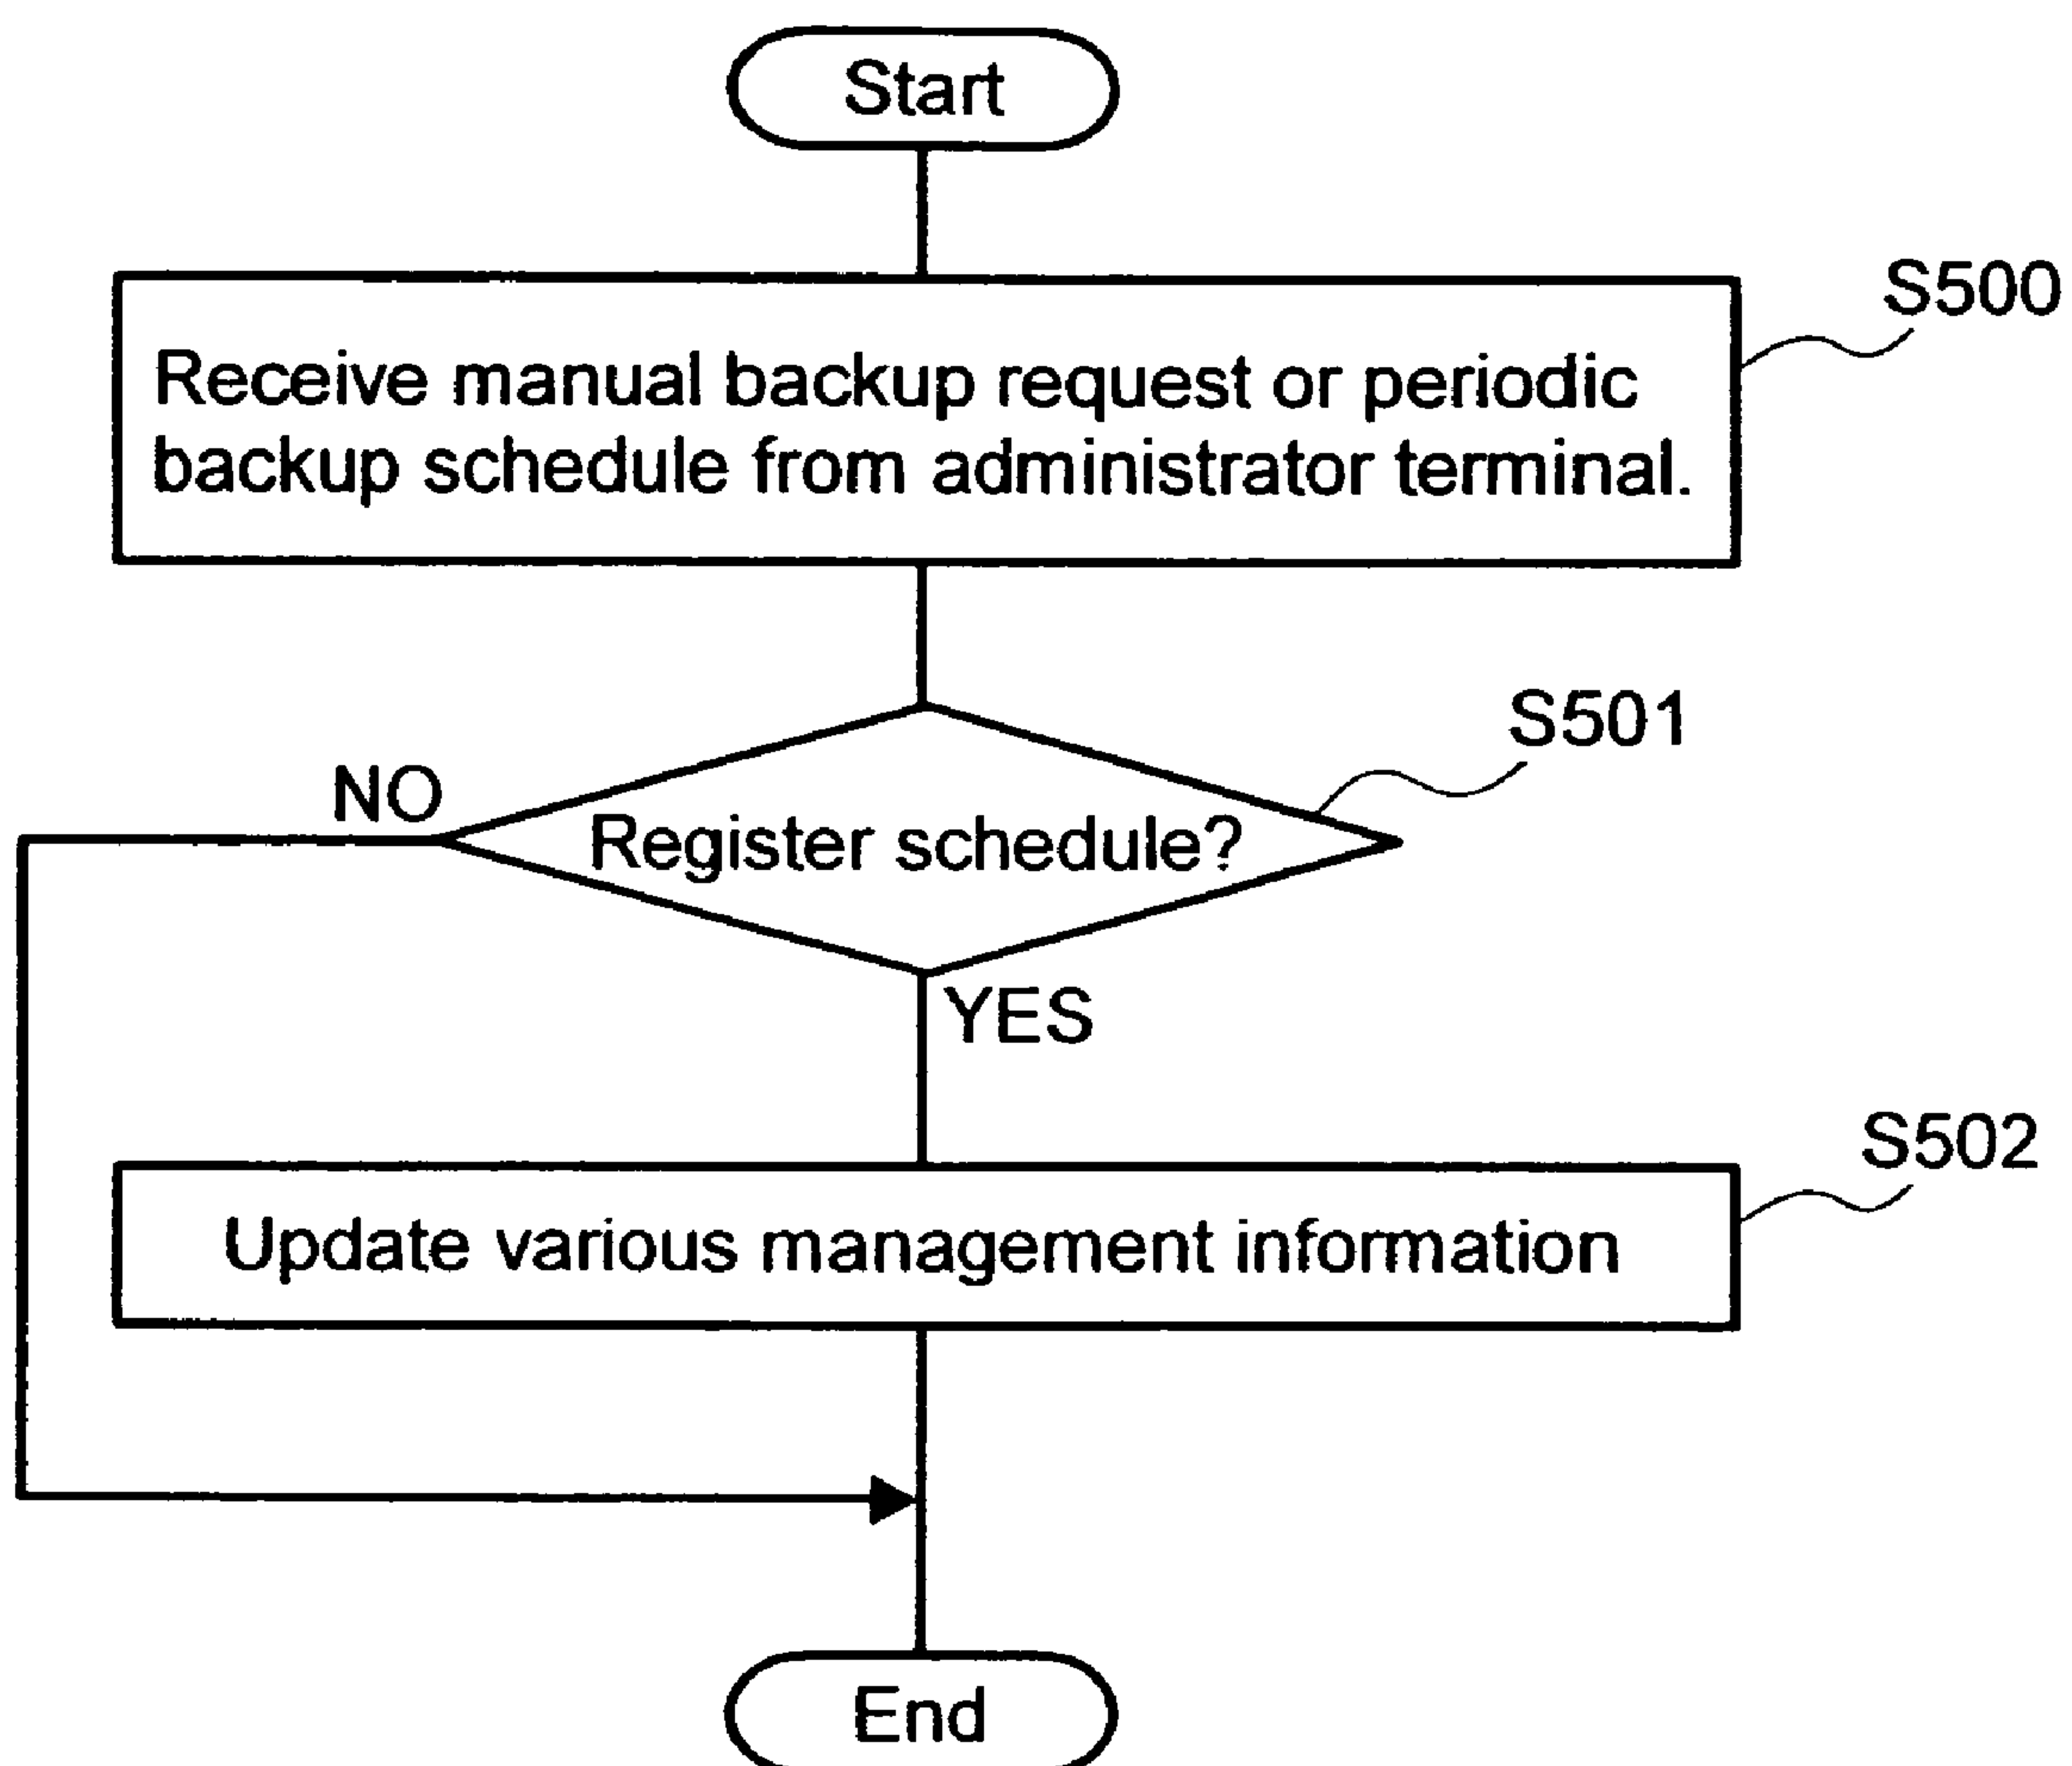 Start
S500
Receive manual backup request or periodic
backup schedule from administrator terminal.
S501
NO
Register schedule?
YES
S502
Update various management information
End